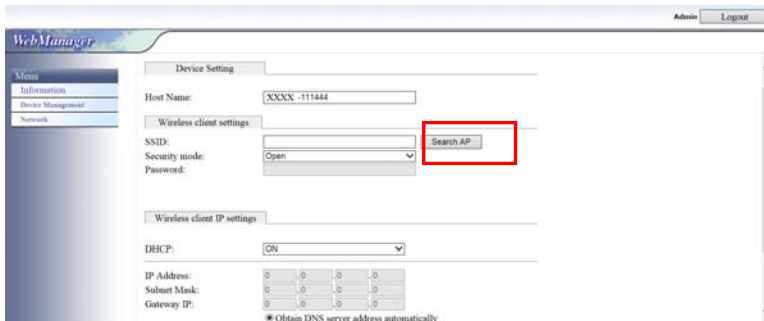 Admin Logout
WebManager
Menu
Information
Device Management
Network
Device Setting
Host Name: XXXX -111444
Wireless client settings
SSID: Search AP
Security mode: Open
Password:
Wireless client IP settings
DHCP: ON
IP Address: 0 .0 .0 .0
Subnet Mask: 0 .0 .0 .0
Gateway IP: 0 .0 .0 .0
Obtain DNS server address automatically